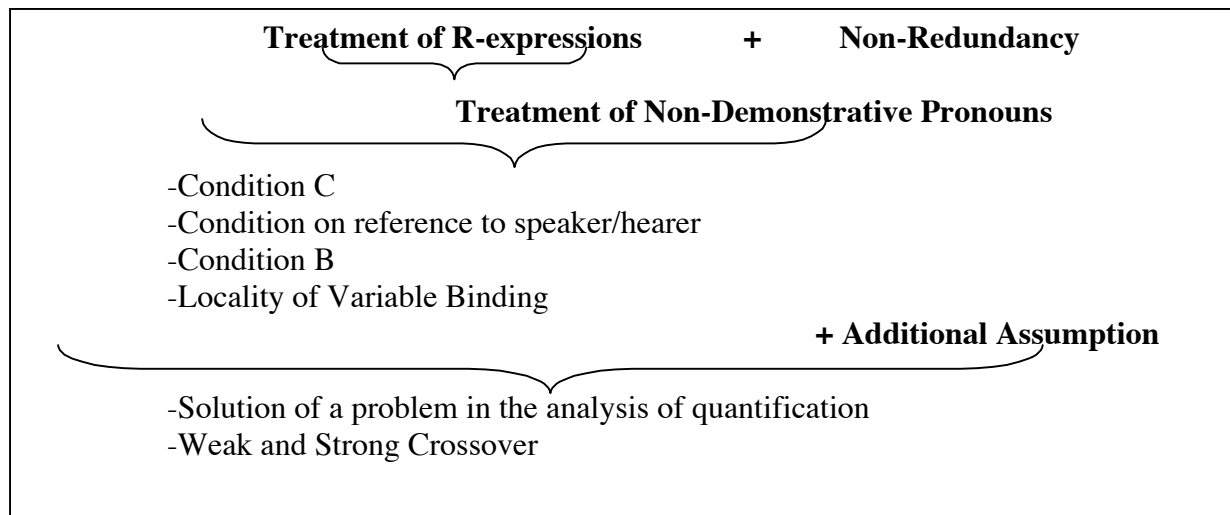 Treatment of R-expressions + Non-Redundancy
Treatment of Non-Demonstrative Pronouns
-Condition C
-Condition on reference to speaker/hearer
-Condition B
-Locality of Variable Binding
+ Additional Assumption
-Solution of a problem in the analysis of quantification
-Weak and Strong Crossover